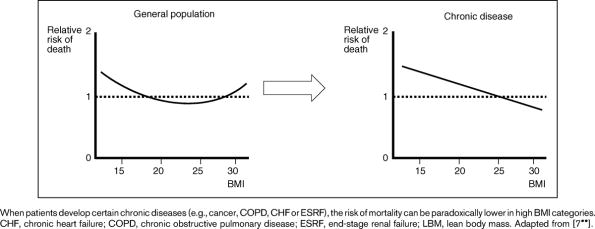 General population
Chronic disease
Relative risk of death
2
1
0
15 20 25 30
BMI
Relative risk of death
2
1
0
15 20 25 30
BMI
When patients develop certain chronic diseases (e.g., cancer, COPD, CHF or ESRF), the risk of mortality can be paradoxically lower in high BMI categories.
CHF, chronic heart failure; COPD, chronic obstructive pulmonary disease; ESRF, end-stage renal failure; LBM, lean body mass. Adapted from [7••].